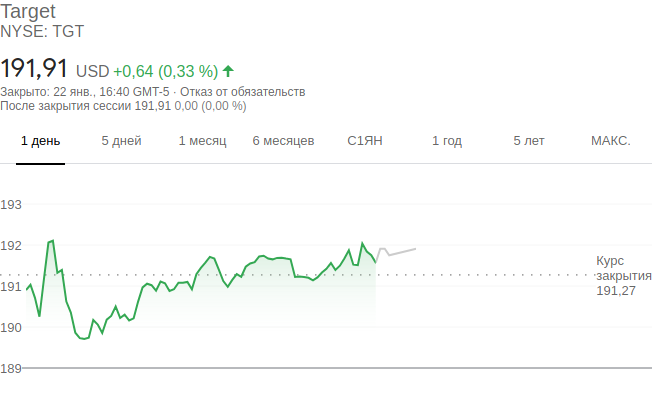 Target
NYSE: TGT
191,91 USD +0,64 (0,33 %)
Закрыто: 22 янв., 16:40 GMT-5 · Отказ от обязательств
После закрытия сессии 191,91 0,00 (0,00 %)
1 день 5 дней 1 месяц 6 месяцев С1ЯН 1 год 5 лет МАКС.
193
192
191
190
189
Курс
закрытия
191,27